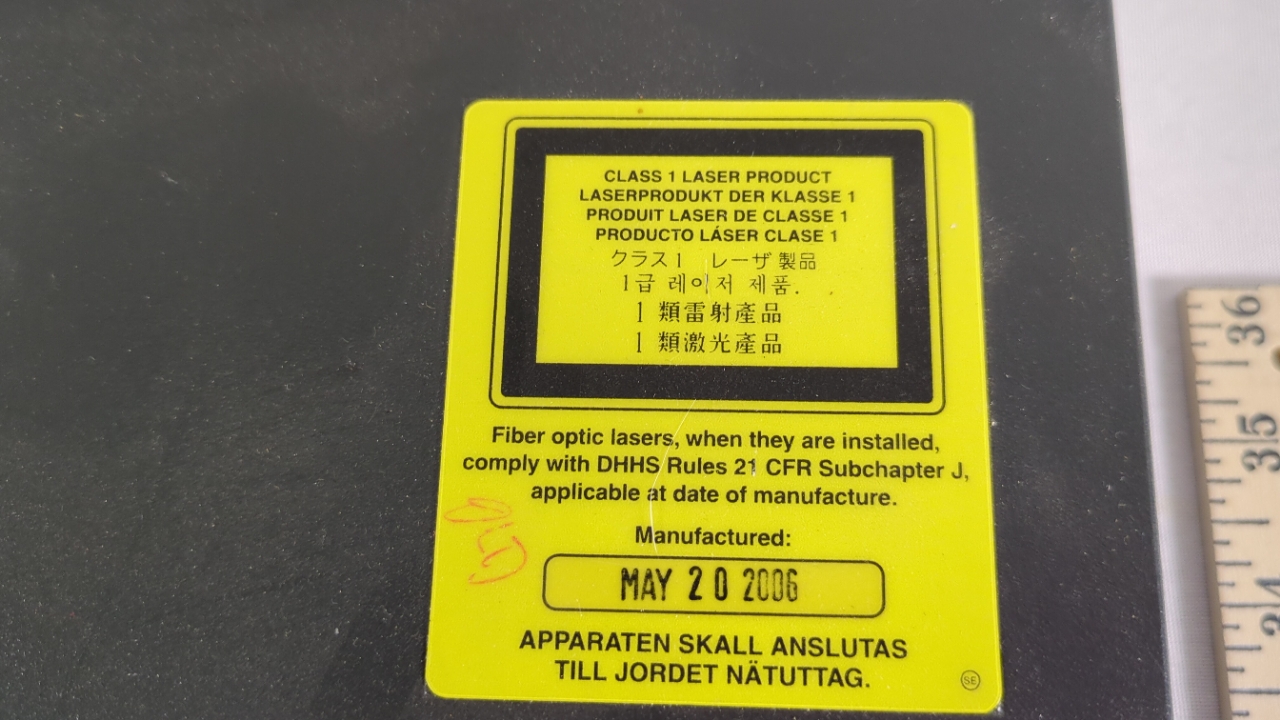 CLASS 1 LASER PRODUCT
LASERPRODUKT DER KLASSE 1
PRODUIT LASER DE CLASSE 1
PRODUCTO LÁSER CLASE 1
クラス1 レーザ製品
1급 레이저 제품.
1 類雷射產品
1 類激光產品
Fiber optic lasers, when they are installed,
comply with DHHS Rules 21 CFR Subchapter J,
applicable at date of manufacture.
Manufactured:
MAY 20 2006
APPARATEN SKALL ANSLUTAS
TILL JORDET NÄTUTTAG.
SE
36
35
34